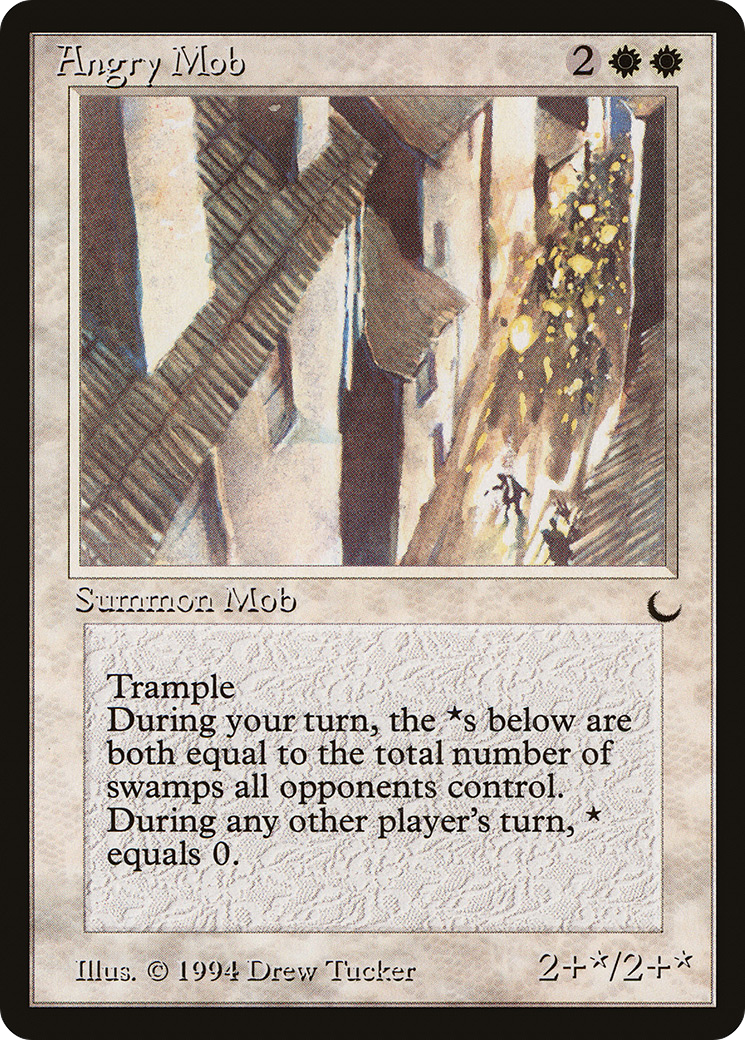 Angry Mob 2
Summon Mob
Trample
During your turn, the *s below are
both equal to the total number of
swamps all opponents control.
During any other player's turn, *
equals 0.
Illus. © 1994 Drew Tucker 2+*/2+*